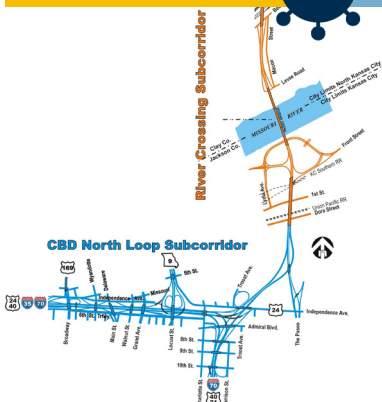 Street
Macon
Levee Road
River Crossing Subcorridor
City Limits North Kansas City
City Limits Kansas City
MISSOURI RIVER
Clay Co.
Jackson Co.
Front Street
KC Southern RR
Lydia Ave.
1st St.
Union Pacific RR
Dora Street
CBD North Loop Subcorridor
169
9
5th St.
Wyandotte
Delaware
Missouri
Independence Ave.
Troost Ave.
24
40
35
70
6th St. Trfwy
24
Independence Ave.
Broadway
Main St.
Walnut St.
Grand Ave.
Locust St.
Admiral Blvd.
The Paseo
8th St.
9th St.
10th St.
Troost Ave.
70
40